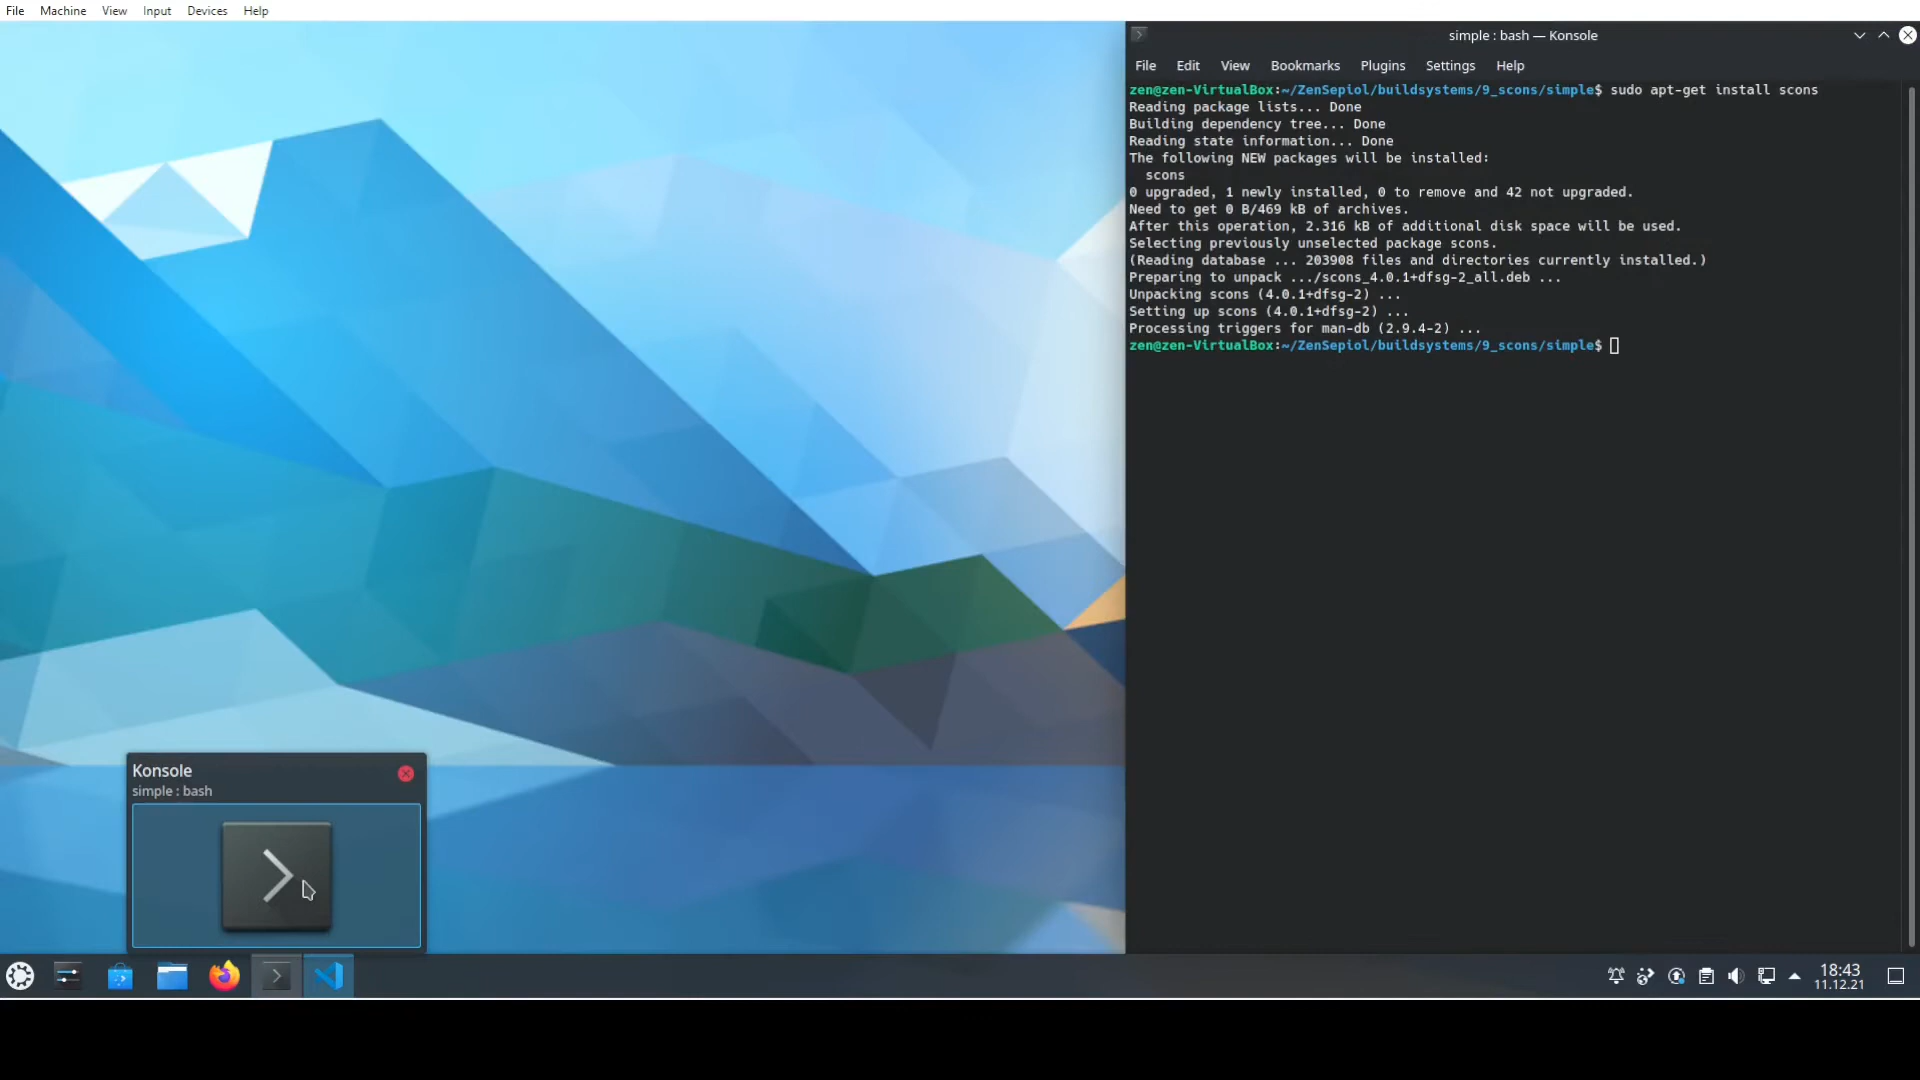 File Machine View Input Devices Help
simple : bash — Konsole
File Edit View Bookmarks Plugins Settings Help
zen@zen-VirtualBox:~/ZenSepiol/buildsystems/9_scons/simple$ sudo apt-get install scons
Reading package lists... Done
Building dependency tree... Done
Reading state information... Done
The following NEW packages will be installed:
  scons
0 upgraded, 1 newly installed, 0 to remove and 42 not upgraded.
Need to get 0 B/469 kB of archives.
After this operation, 2.316 kB of additional disk space will be used.
Selecting previously unselected package scons.
(Reading database ... 203908 files and directories currently installed.)
Preparing to unpack .../scons_4.0.1+dfsg-2_all.deb ...
Unpacking scons (4.0.1+dfsg-2) ...
Setting up scons (4.0.1+dfsg-2) ...
Processing triggers for man-db (2.9.4-2) ...
zen@zen-VirtualBox:~/ZenSepiol/buildsystems/9_scons/simple$
Konsole
simple : bash
18:43
11.12.21